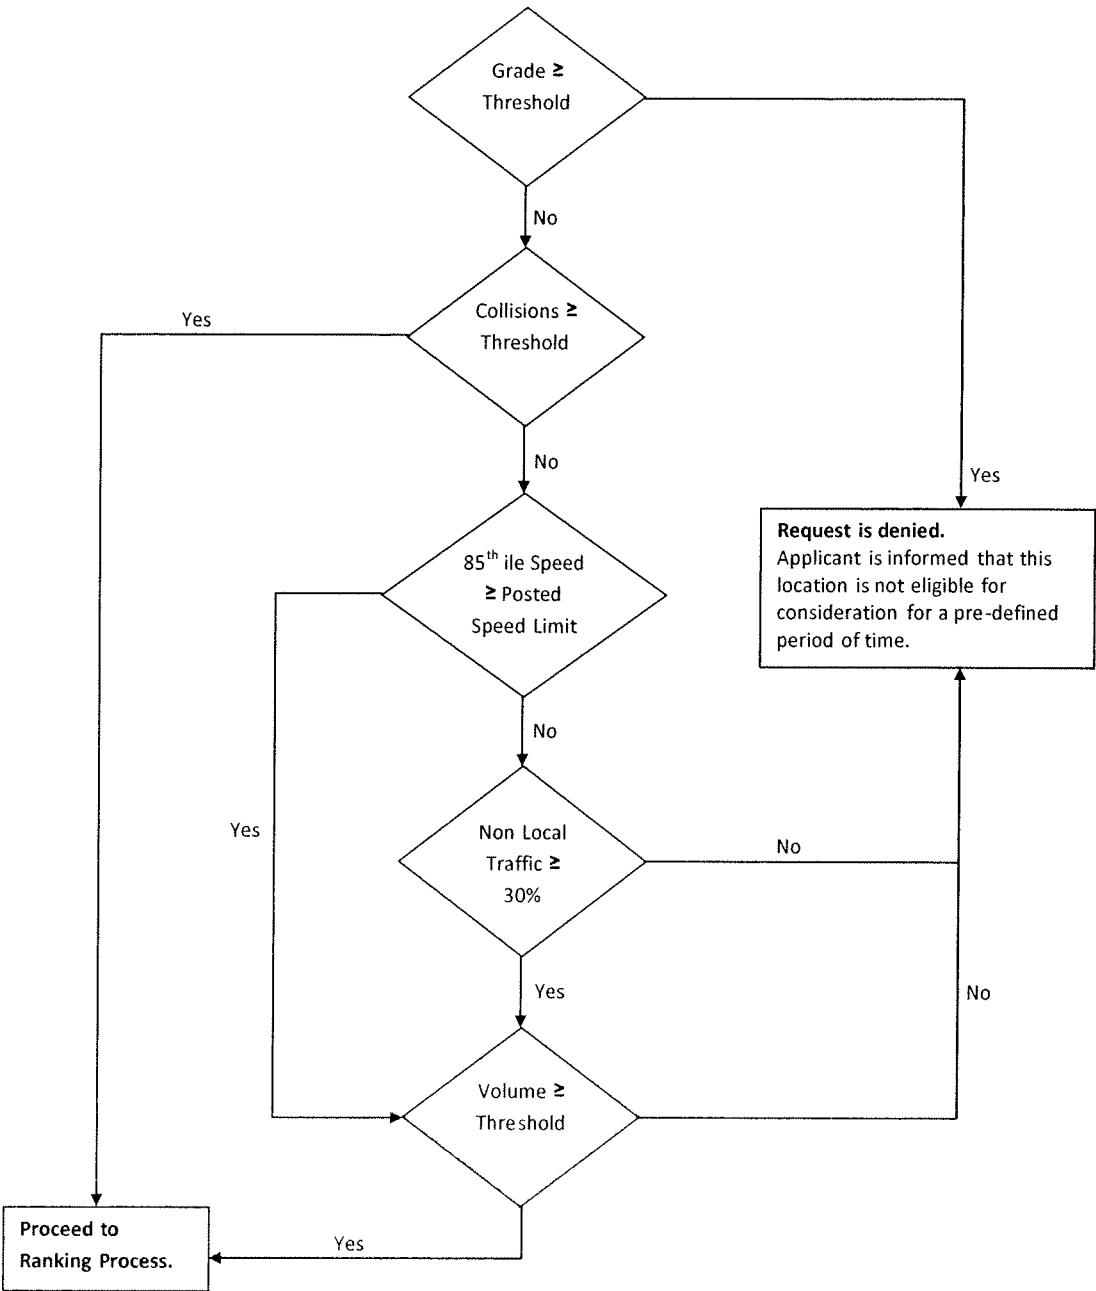 Grade ≥
Threshold
No
Collisions ≥
Threshold
Yes
No
Yes
85th ile Speed
≥ Posted
Speed Limit
Request is denied.
Applicant is informed that this
location is not eligible for
consideration for a pre-defined
period of time.
No
Yes
Non Local
Traffic ≥
30%
No
Yes
No
Volume ≥
Threshold
Proceed to
Ranking Process.
Yes